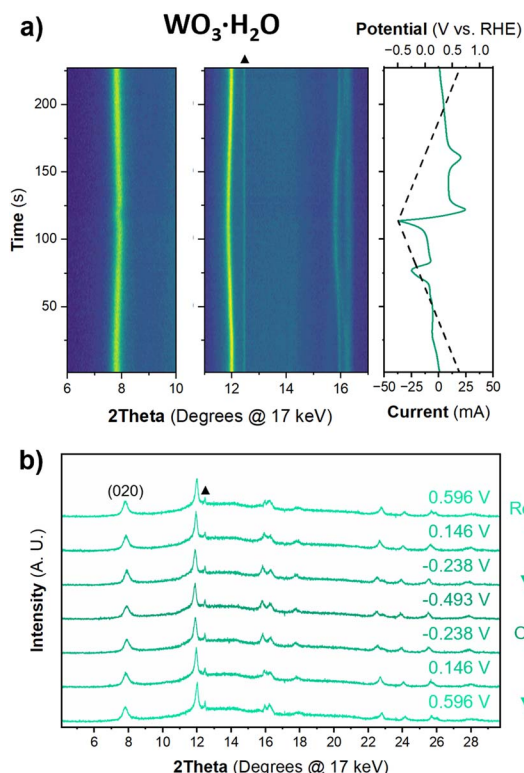 a)
WO₃·H₂O
Potential (V vs. RHE)
-0.5 0.0 0.5 1.0
▲
Time (s)
200
150
100
50
6 8 10
12 14 16
−50 −25 0 25 50
2Theta (Degrees @ 17 keV)
Current (mA)
b)
Intensity (A. U.)
(020)
▲
0.596 V
0.146 V
-0.238 V
-0.493 V
-0.238 V
0.146 V
0.596 V
4 6 8 10 12 14 16 18 20 22 24 26 28
2Theta (Degrees @ 17 keV)